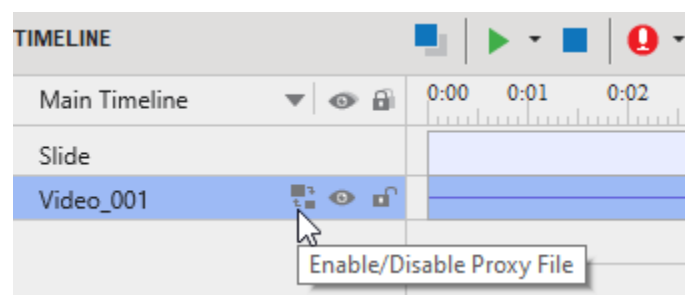 TIMELINE
Main Timeline
0:00 0:01 0:02
Slide
Video_001
Enable/Disable Proxy File